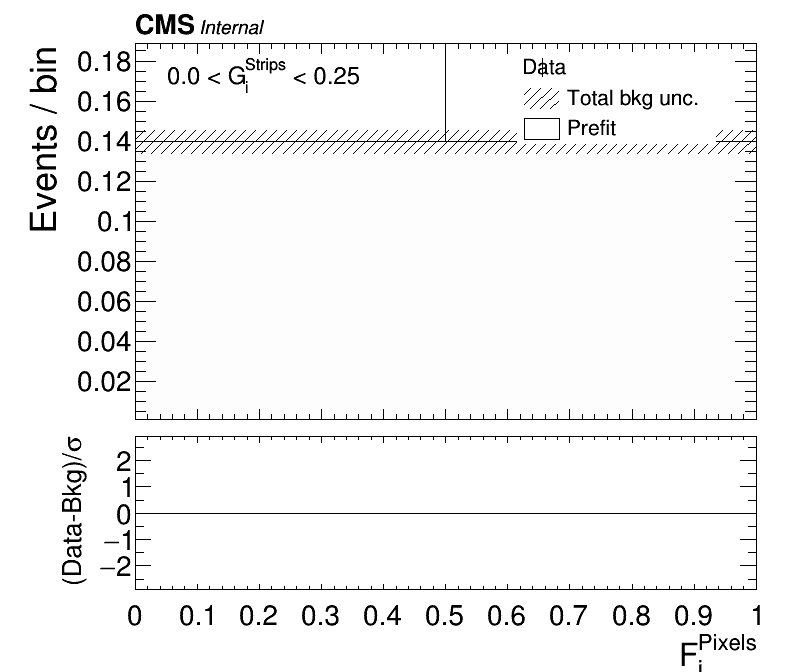 CMS Internal
Events / bin
0.18
0.16
0.14
0.12
0.1
0.08
0.06
0.04
0.02
0.0 < G_i^Strips < 0.25
Data
Total bkg unc.
Prefit
(Data-Bkg)/σ
2
1
0
−1
−2
0 0.1 0.2 0.3 0.4 0.5 0.6 0.7 0.8 0.9 1
F_i^Pixels